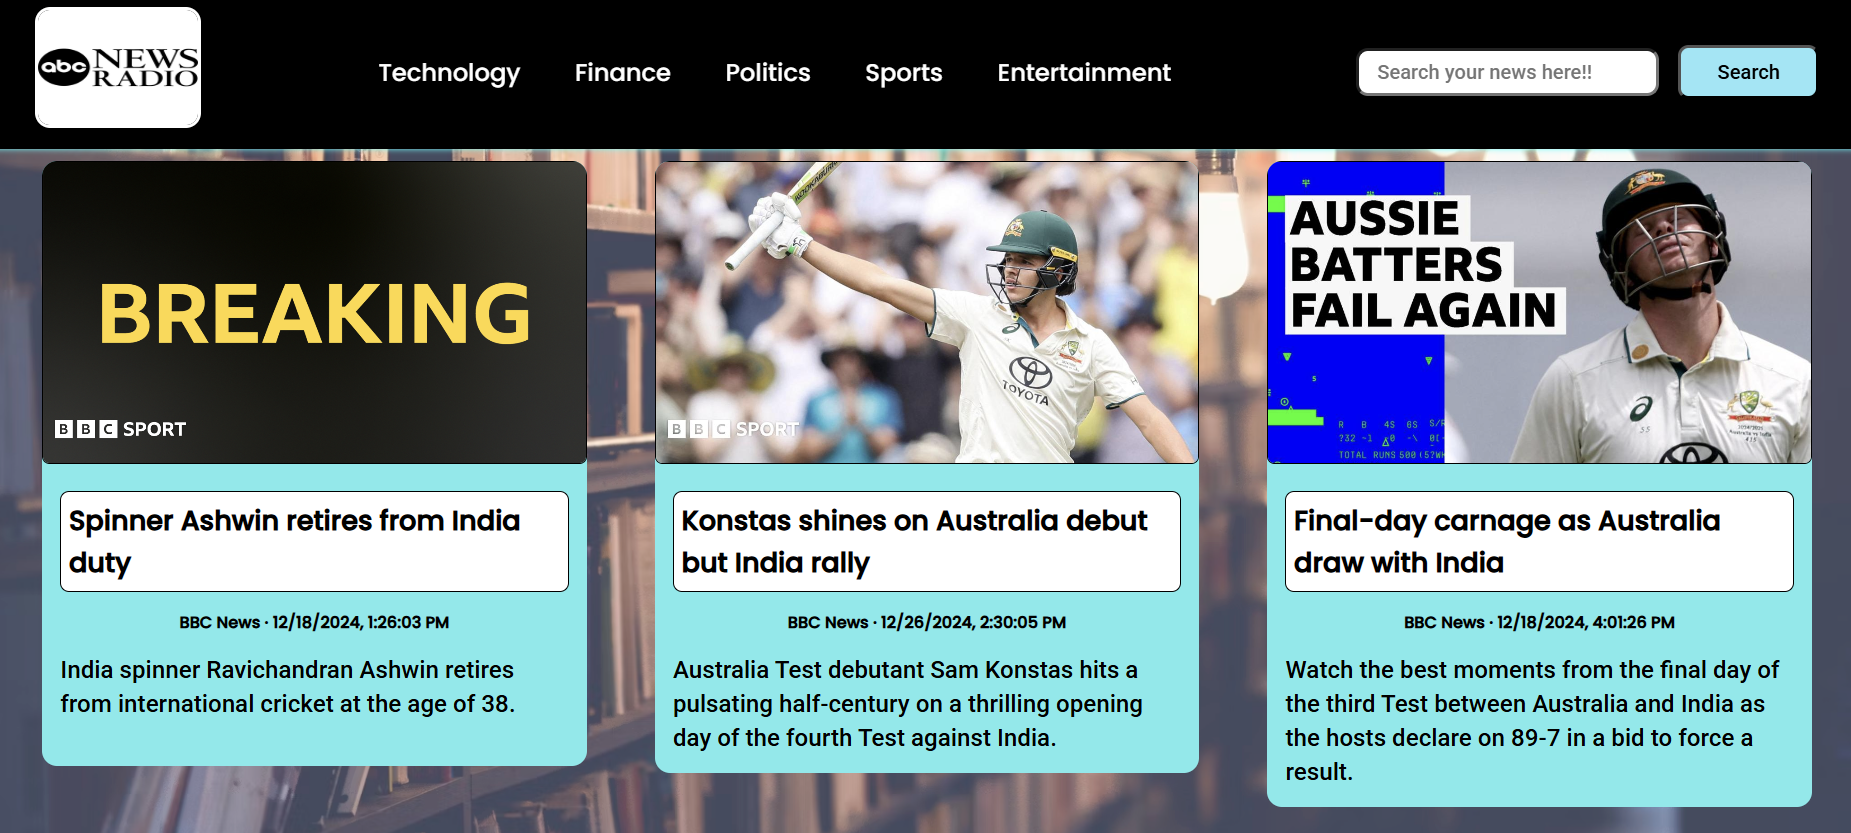 abc NEWS
RADIO
Technology Finance Politics Sports Entertainment
Search your news here!!
Search
BREAKING
BBC SPORT
Spinner Ashwin retires from India
duty
BBC News · 12/18/2024, 1:26:03 PM
India spinner Ravichandran Ashwin retires
from international cricket at the age of 38.
KOOKABURRA
TOYOTA
BBC SPORT
Konstas shines on Australia debut
but India rally
BBC News · 12/26/2024, 2:30:05 PM
Australia Test debutant Sam Konstas hits a
pulsating half-century on a thrilling opening
day of the fourth Test against India.
AUSSIE
BATTERS
FAIL AGAIN
R B 4S 6S S/R
TOTAL RUNS 500
Final-day carnage as Australia
draw with India
BBC News · 12/18/2024, 4:01:26 PM
Watch the best moments from the final day of
the third Test between Australia and India as
the hosts declare on 89-7 in a bid to force a
result.